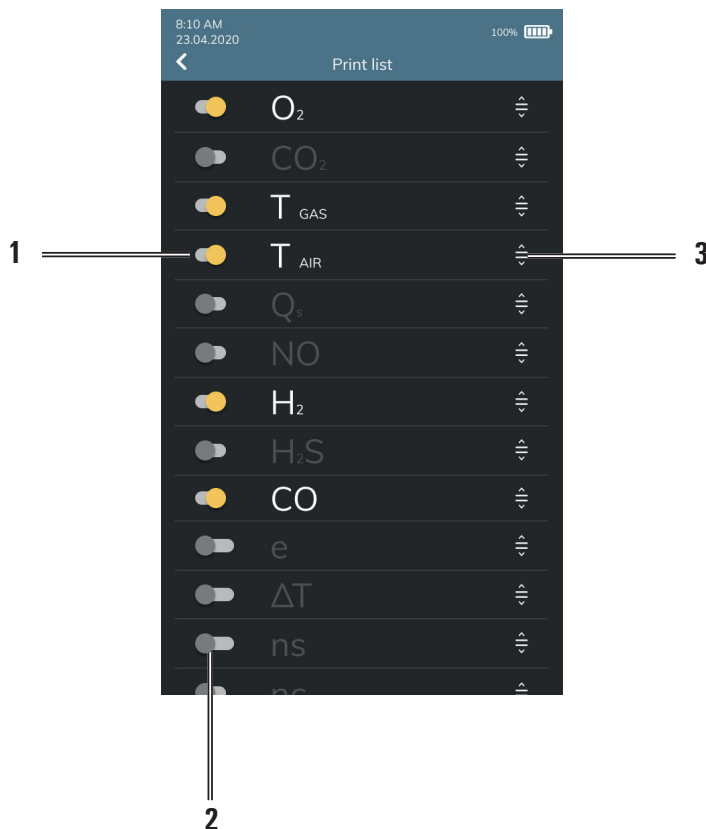 8:10 AM
23.04.2020
100%
Print list
O₂
CO₂
T GAS
1
T AIR
3
Qₛ
NO
H₂
H₂S
CO
e
ΔT
ns
2